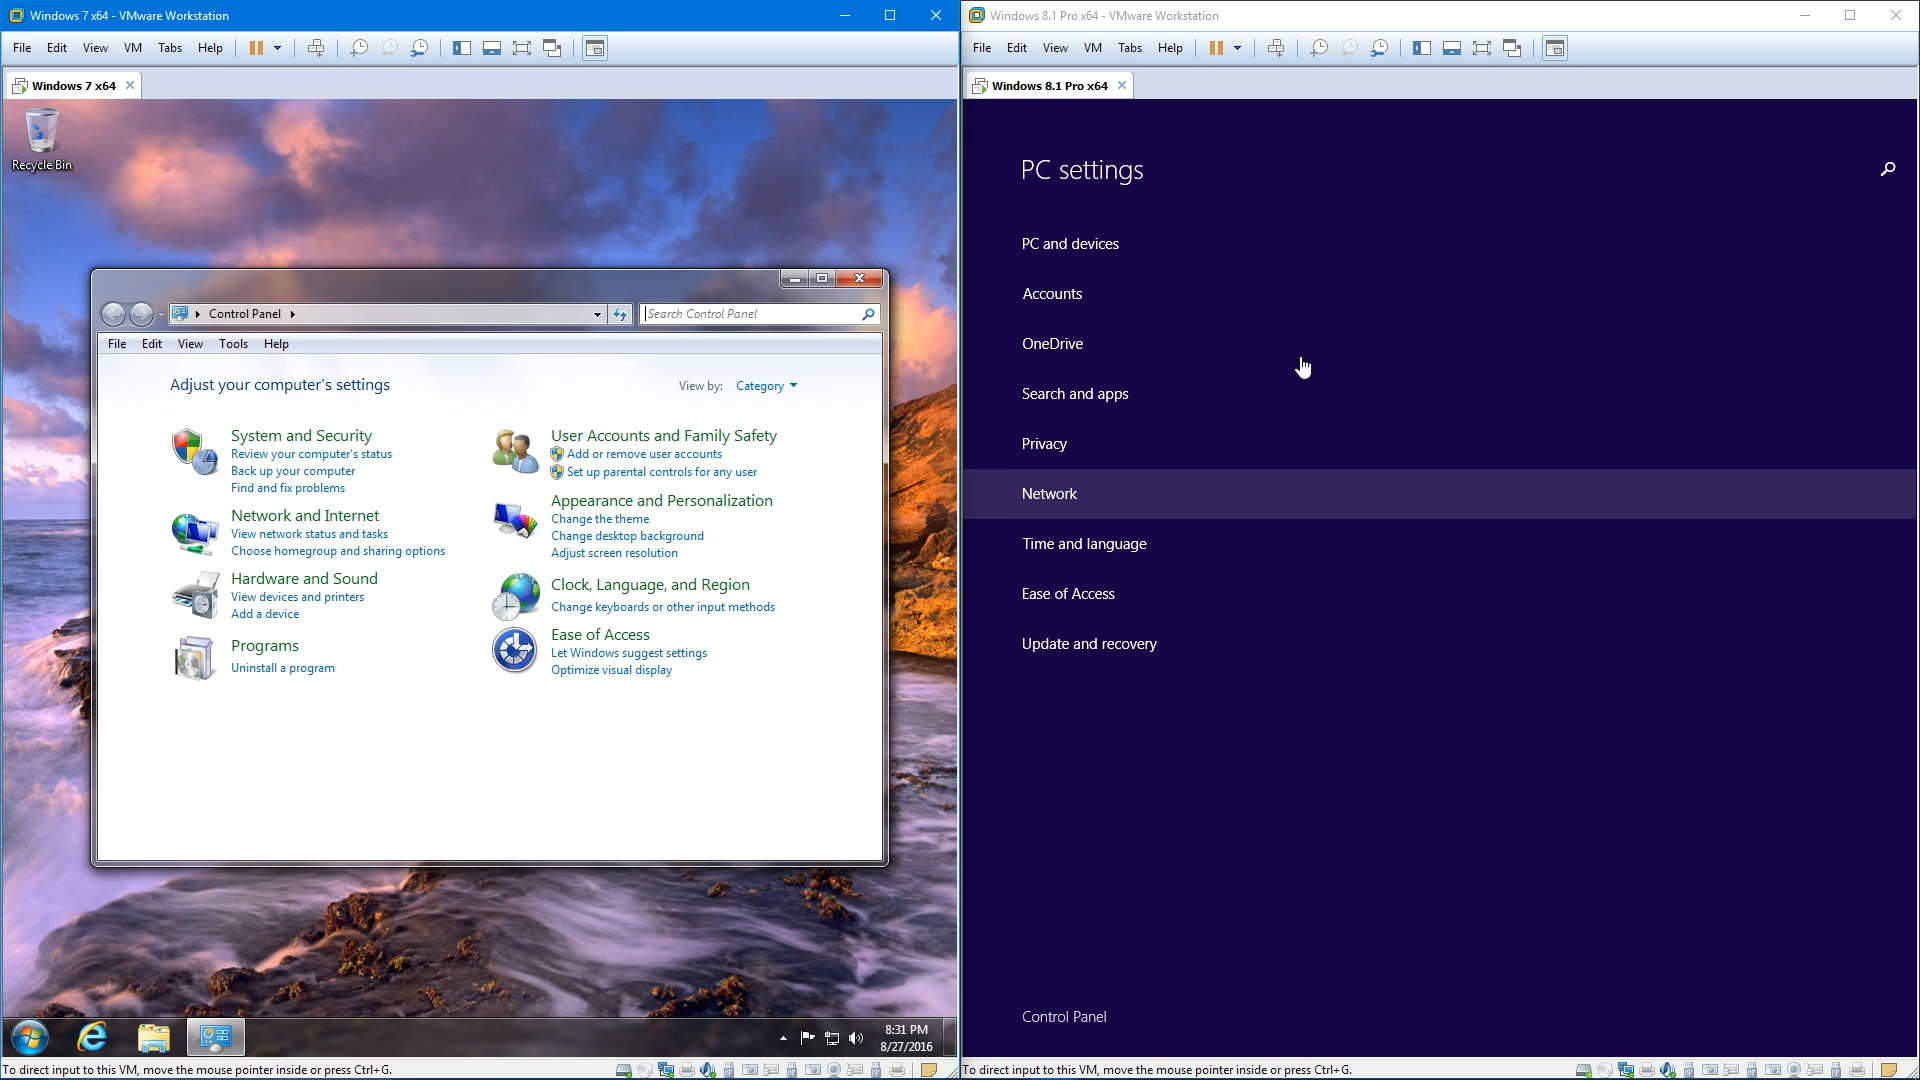 Windows 7 x64 - VMware Workstation
File Edit View VM Tabs Help
Windows 7 x64
Recycle Bin
Control Panel
Search Control Panel
File Edit View Tools Help
Adjust your computer's settings
View by: Category
System and Security
Review your computer's status
Back up your computer
Find and fix problems
Network and Internet
View network status and tasks
Choose homegroup and sharing options
Hardware and Sound
View devices and printers
Add a device
Programs
Uninstall a program
User Accounts and Family Safety
Add or remove user accounts
Set up parental controls for any user
Appearance and Personalization
Change the theme
Change desktop background
Adjust screen resolution
Clock, Language, and Region
Change keyboards or other input methods
Ease of Access
Let Windows suggest settings
Optimize visual display
8:31 PM
8/27/2016
To direct input to this VM, move the mouse pointer inside or press Ctrl+G.
Windows 8.1 Pro x64 - VMware Workstation
File Edit View VM Tabs Help
Windows 8.1 Pro x64
PC settings
PC and devices
Accounts
OneDrive
Search and apps
Privacy
Network
Time and language
Ease of Access
Update and recovery
Control Panel
To direct input to this VM, move the mouse pointer inside or press Ctrl+G.